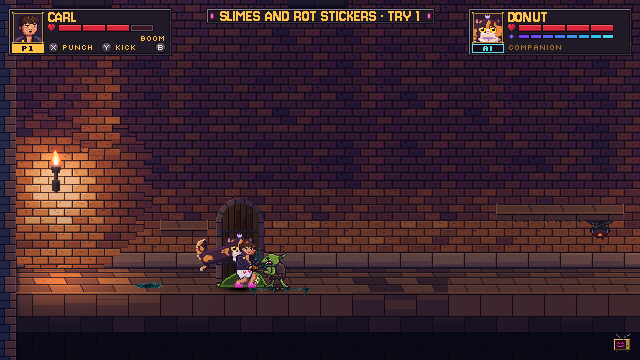 CARL
P1
X PUNCH Y KICK
BOOM
B
SLIMES AND ROT STICKERS · TRY 1
DONUT
AI
COMPANION